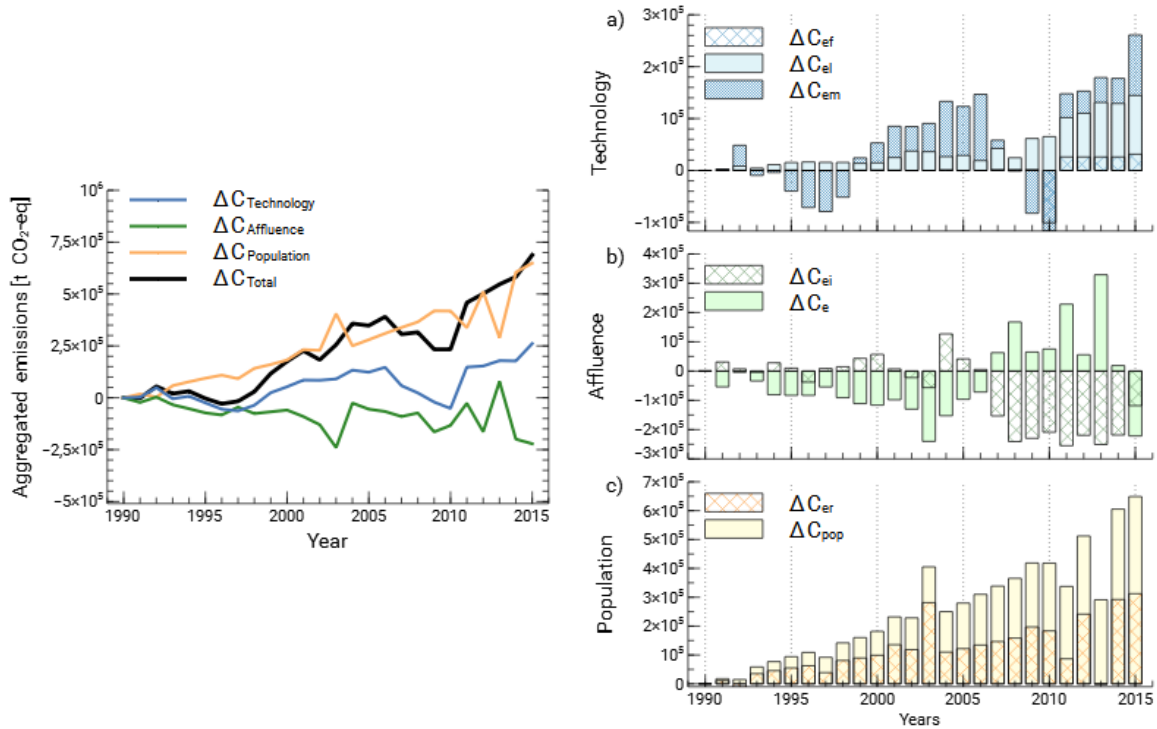 Aggregated emissions [t CO₂-eq]
10⁶
7,5×10⁵
5×10⁵
2,5×10⁵
0
−2,5×10⁵
−5×10⁵
ΔC Technology
ΔC Affluence
ΔC Population
ΔC Total
1990 1995 2000 2005 2010 2015
Year
a)
Technology
3×10⁵
2×10⁵
10⁵
0
−1×10⁵
ΔC ef
ΔC el
ΔC em
b)
Affluence
4×10⁵
3×10⁵
2×10⁵
10⁵
0
−1×10⁵
−2×10⁵
−3×10⁵
ΔC ei
ΔC e
c)
Population
7×10⁵
6×10⁵
5×10⁵
4×10⁵
3×10⁵
2×10⁵
10⁵
0
ΔC er
ΔC pop
1990 1995 2000 2005 2010 2015
Years